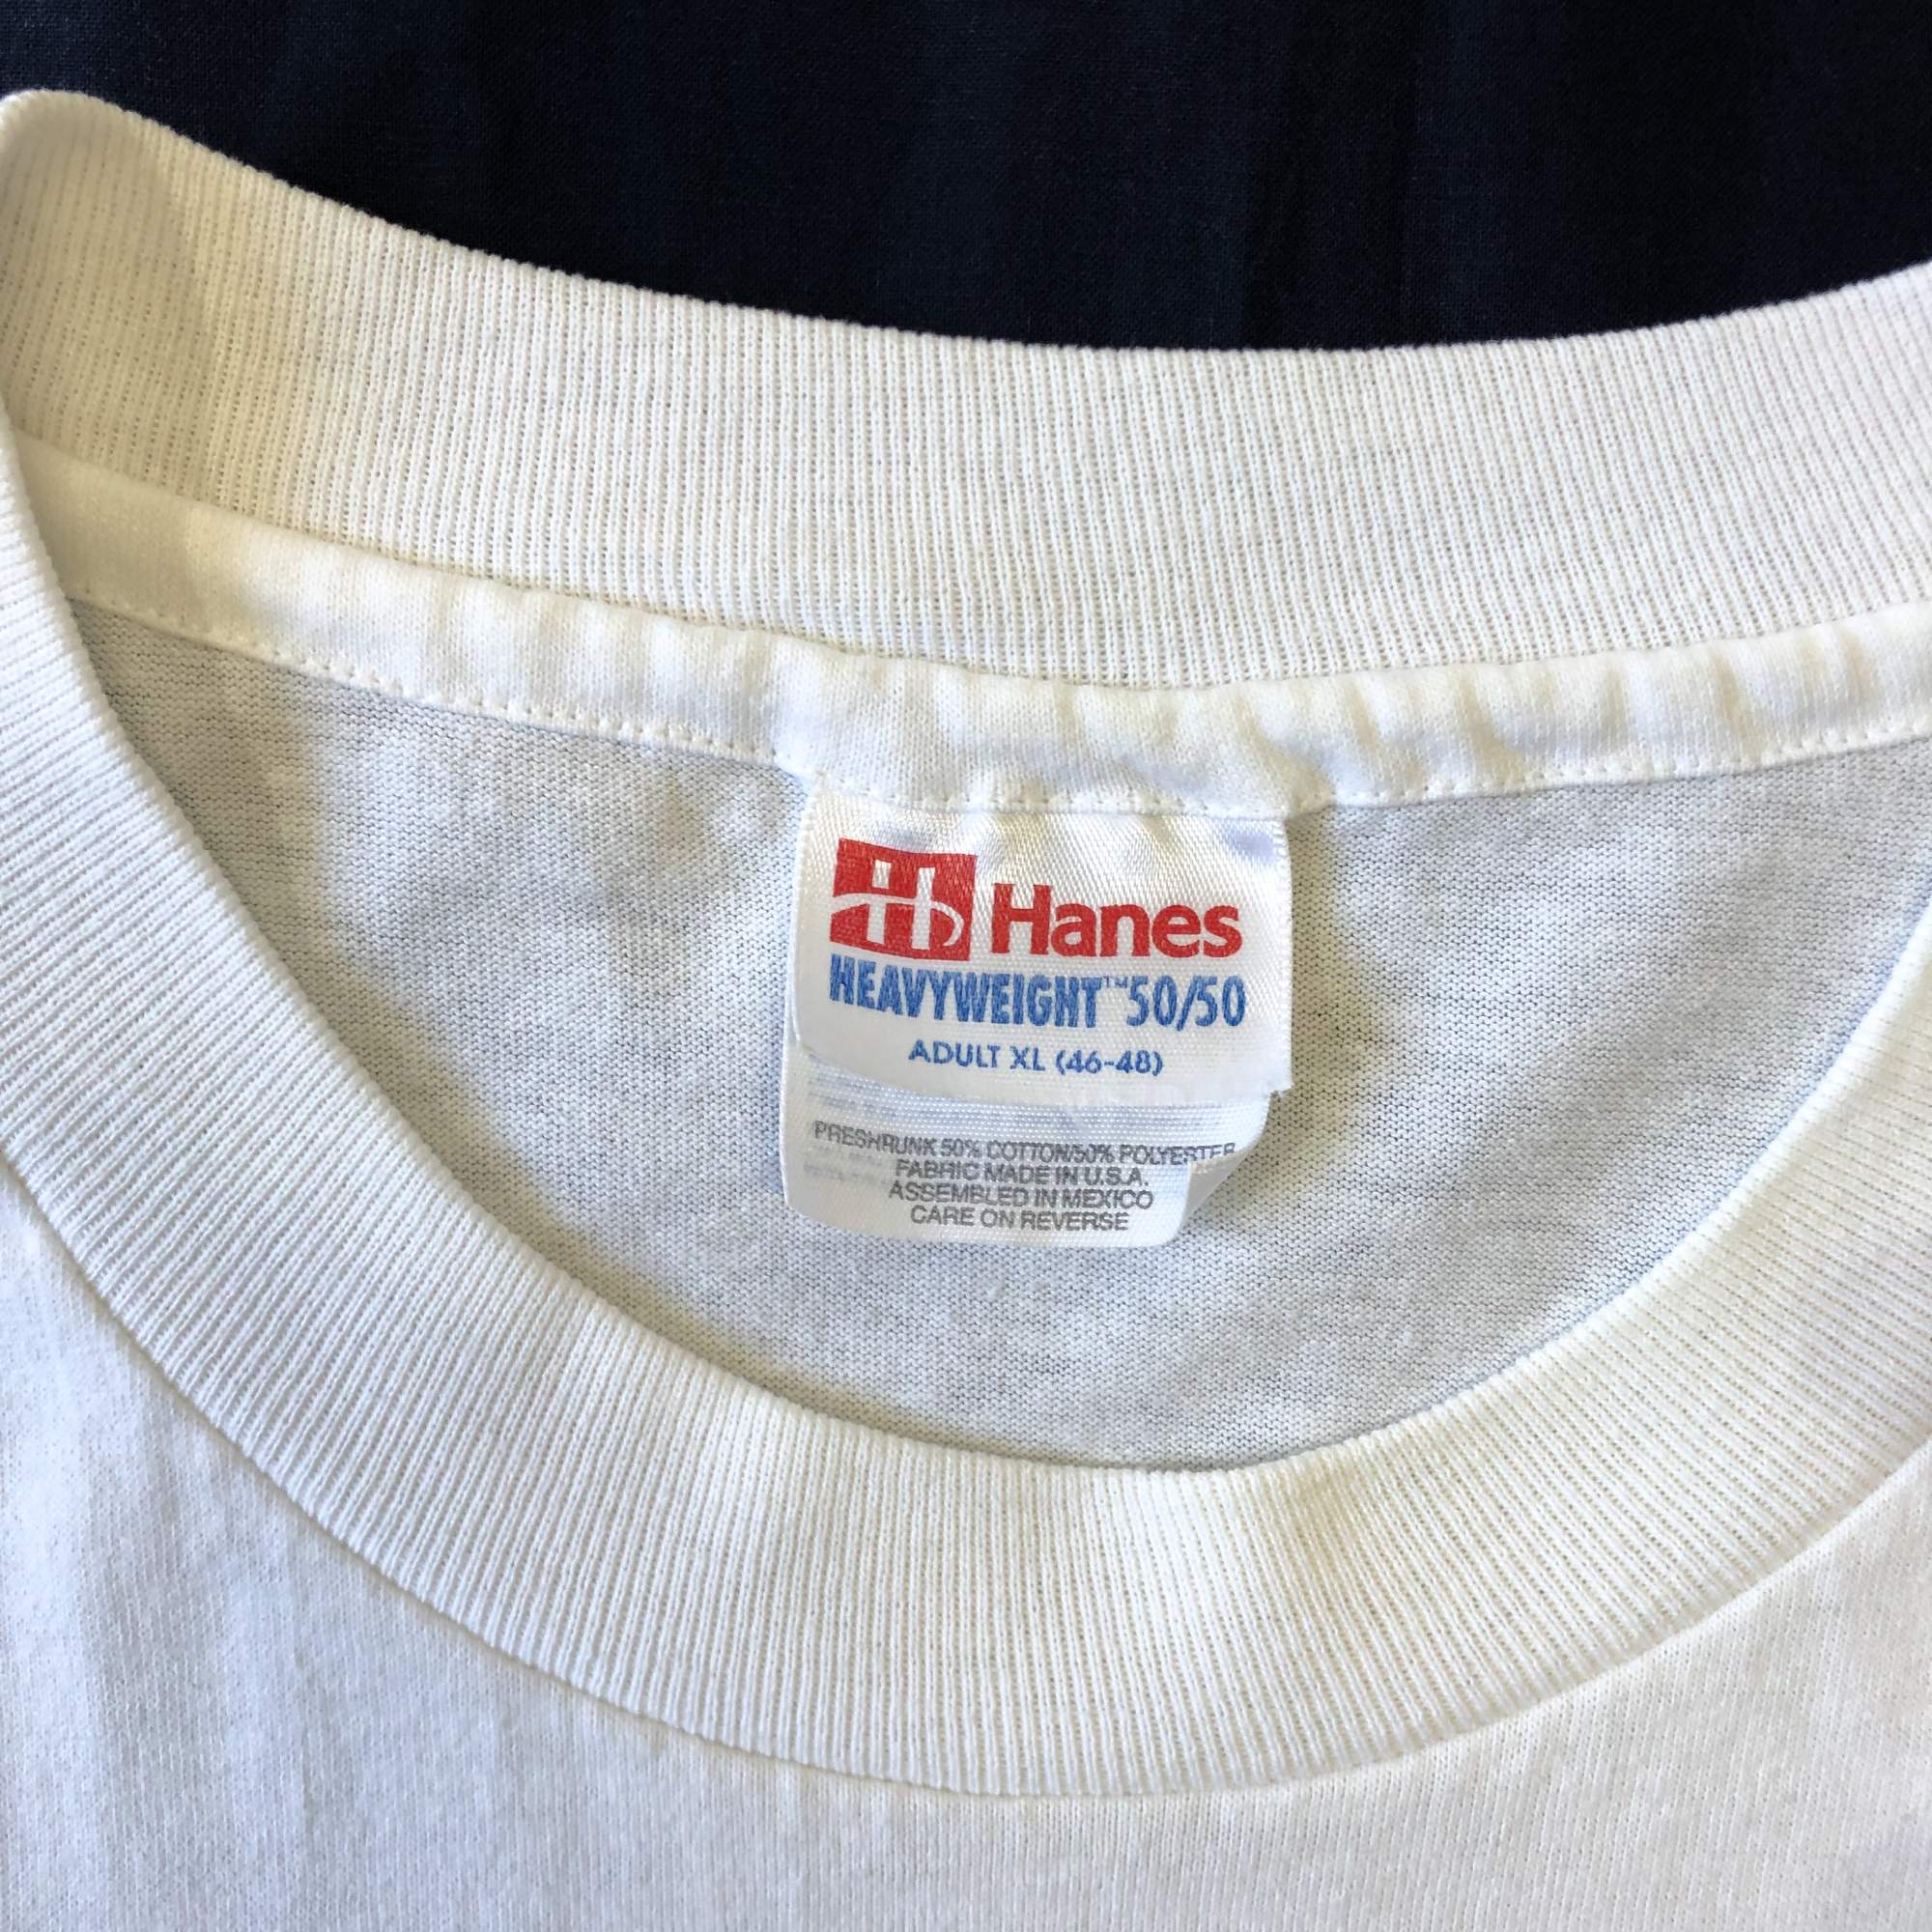 Hanes
HEAVYWEIGHT™50/50
ADULT XL (46-48)
PRESHRUNK 50% COTTON/50% POLYESTER
FABRIC MADE IN U.S.A.
ASSEMBLED IN MEXICO
CARE ON REVERSE